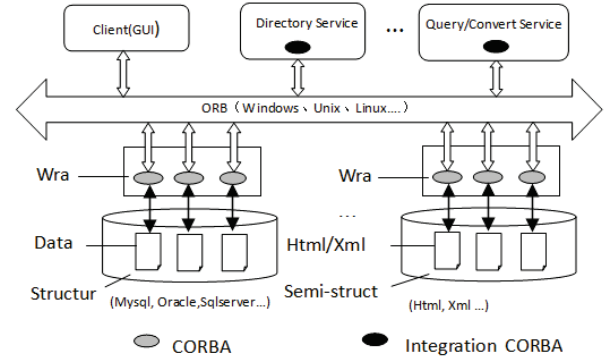 Client(GUI)
Directory Service
...
Query/Convert Service
ORB（Windows、Unix、Linux....）
Wra
Wra
...
Data
Html/Xml
Structur
(Mysql, Oracle,Sqlserver...)
Semi-struct
(Html, Xml ...)
CORBA
Integration CORBA